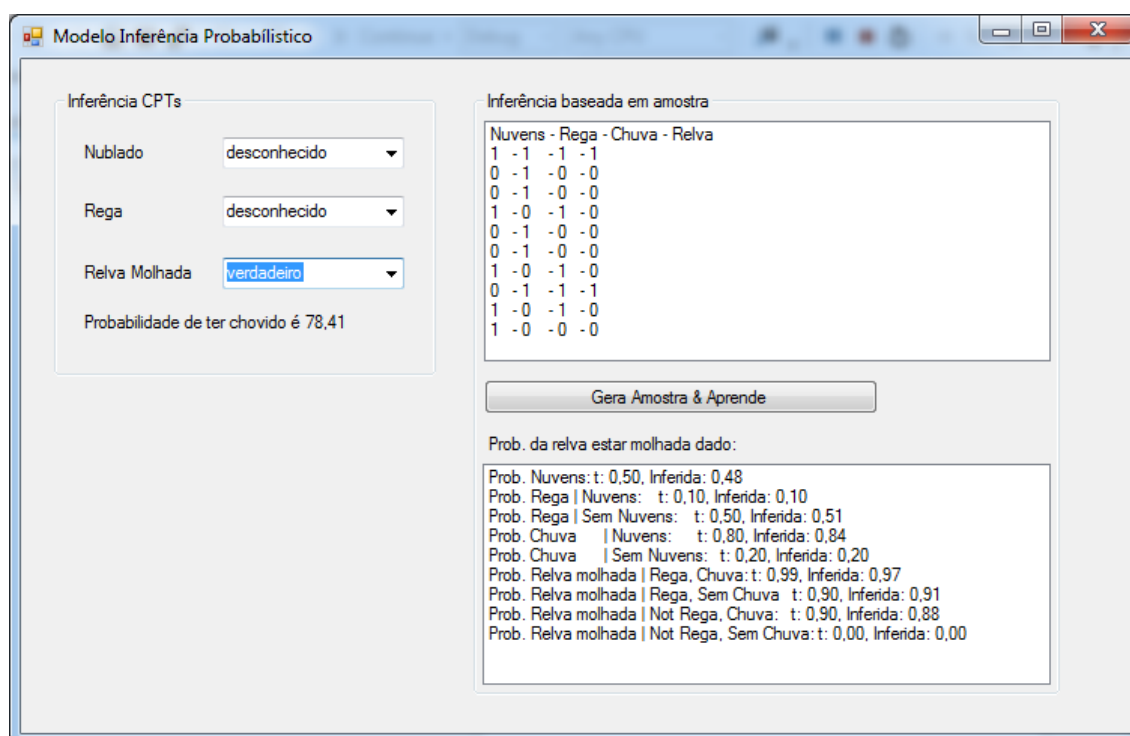 Modelo Inferência Probabílistico
Inferência CPTs
Nublado desconhecido
Rega desconhecido
Relva Molhada verdadeiro
Probabilidade de ter chovido é 78,41
Inferência baseada em amostra
Nuvens - Rega - Chuva - Relva
1 - 1 - 1 - 1
0 - 1 - 0 - 0
0 - 1 - 0 - 0
1 - 0 - 1 - 0
0 - 1 - 0 - 0
0 - 1 - 0 - 0
1 - 0 - 1 - 0
0 - 1 - 1 - 1
1 - 0 - 1 - 0
1 - 0 - 0 - 0
Gera Amostra & Aprende
Prob. da relva estar molhada dado:
Prob. Nuvens: t: 0,50, Inferida: 0,48
Prob. Rega | Nuvens: t: 0,10, Inferida: 0,10
Prob. Rega | Sem Nuvens: t: 0,50, Inferida: 0,51
Prob. Chuva | Nuvens: t: 0,80, Inferida: 0,84
Prob. Chuva | Sem Nuvens: t: 0,20, Inferida: 0,20
Prob. Relva molhada | Rega, Chuva: t: 0,99, Inferida: 0,97
Prob. Relva molhada | Rega, Sem Chuva t: 0,90, Inferida: 0,91
Prob. Relva molhada | Not Rega, Chuva: t: 0,90, Inferida: 0,88
Prob. Relva molhada | Not Rega, Sem Chuva: t: 0,00, Inferida: 0,00